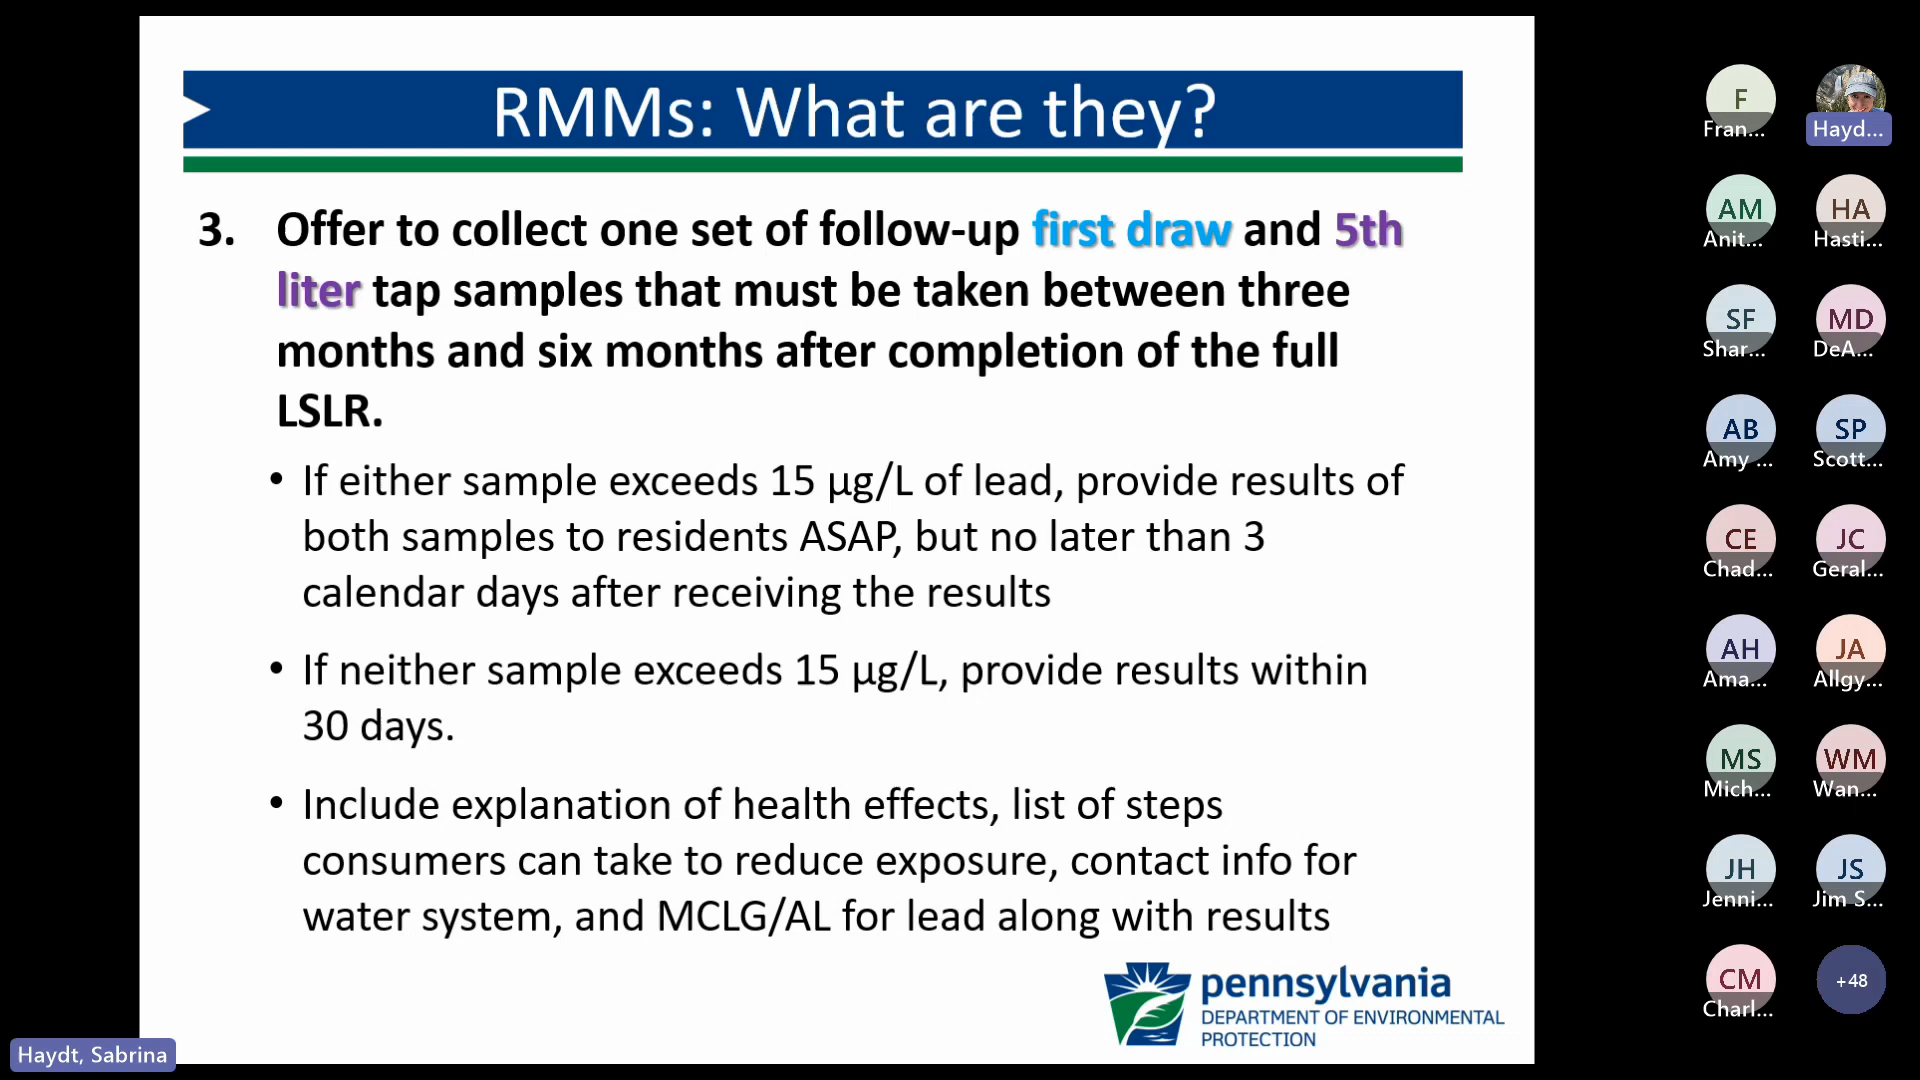 RMMs: What are they?
3. Offer to collect one set of follow-up first draw and 5th
liter tap samples that must be taken between three
months and six months after completion of the full
LSLR.
• If either sample exceeds 15 µg/L of lead, provide results of
both samples to residents ASAP, but no later than 3
calendar days after receiving the results
• If neither sample exceeds 15 µg/L, provide results within
30 days.
• Include explanation of health effects, list of steps
consumers can take to reduce exposure, contact info for
water system, and MCLG/AL for lead along with results
pennsylvania
DEPARTMENT OF ENVIRONMENTAL
PROTECTION
Haydt, Sabrina
F
Fran...
Hayd...
AM
Anit...
HA
Hasti...
SF
Shar...
MD
DeA...
AB
Amy ...
SP
Scott...
CE
Chad...
JC
Geral...
AH
Ama...
JA
Allgy...
MS
Mich...
WM
Wan...
JH
Jenni...
JS
Jim S...
CM
Charl...
+48